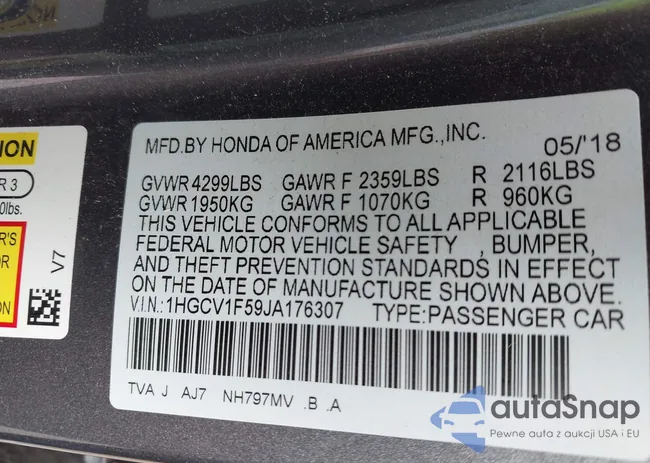 MFD.BY HONDA OF AMERICA MFG.,INC. 05/'18
GVWR 4299LBS GAWR F 2359LBS R 2116LBS
GVWR 1950KG GAWR F 1070KG R 960KG
THIS VEHICLE CONFORMS TO ALL APPLICABLE
FEDERAL MOTOR VEHICLE SAFETY , BUMPER,
AND THEFT PREVENTION STANDARDS IN EFFECT
ON THE DATE OF MANUFACTURE SHOWN ABOVE.
V.I.N.:1HGCV1F59JA176307 TYPE:PASSENGER CAR
TVA J AJ7 NH797MV .B .A
ION
R 3
0lbs.
R'S
OR
ON
V7
autoSnap
Pewne auta z aukcji USA i EU